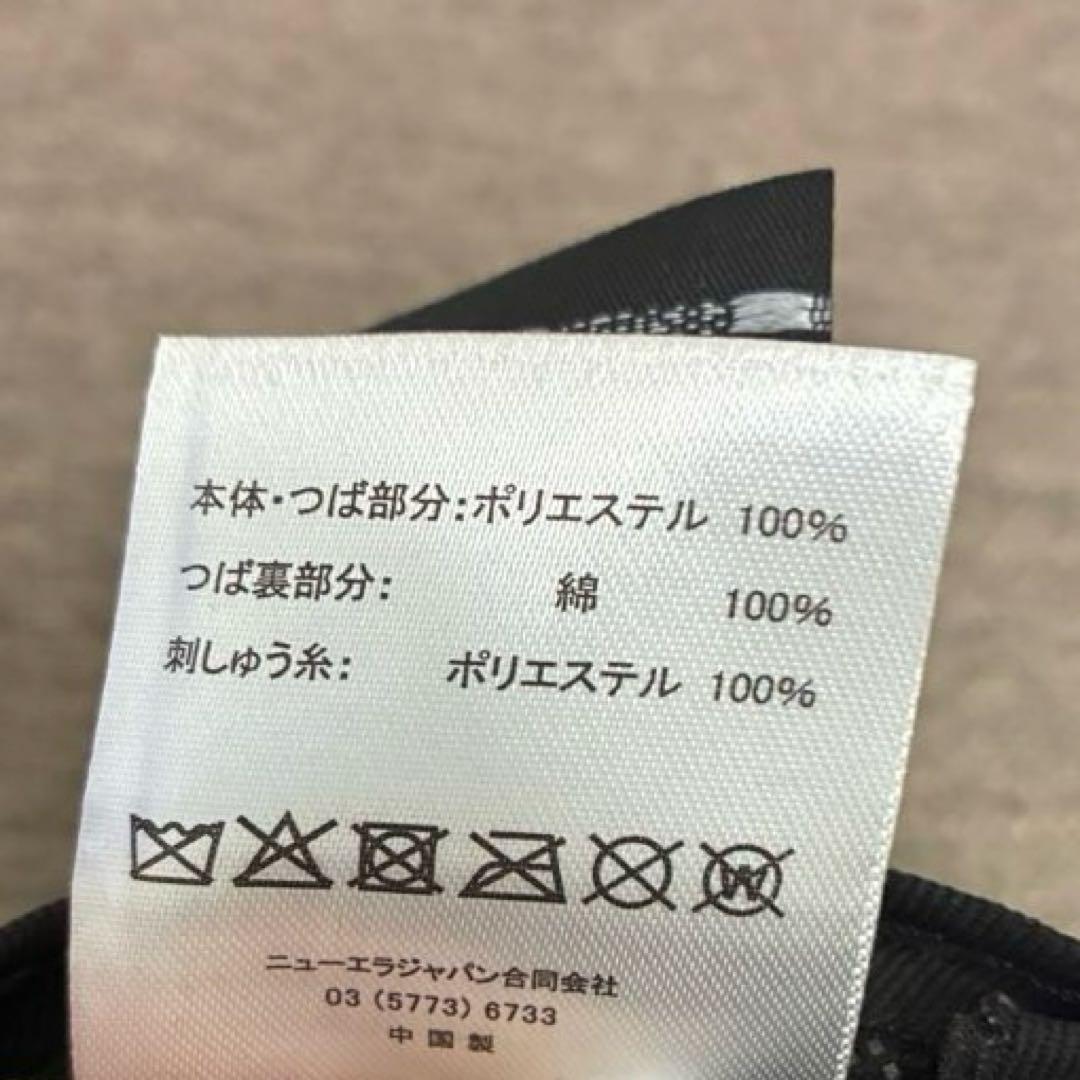 本体・つば部分：ポリエステル 100%
つば裏部分： 綿 100%
刺しゅう糸： ポリエステル 100%
W
ニューエラジャパン合同会社
03 (5773) 6733
中国製